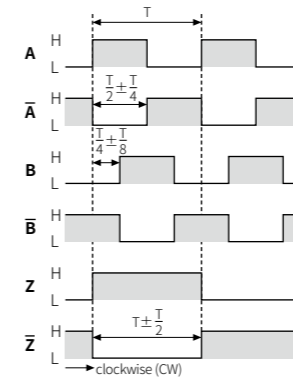 T
A H
L
A̅ H
L
T/2 ± T/4
T/4 ± T/8
B H
L
B̅ H
L
Z H
L
Z̅ H
L
T ± T/2
clockwise (CW)